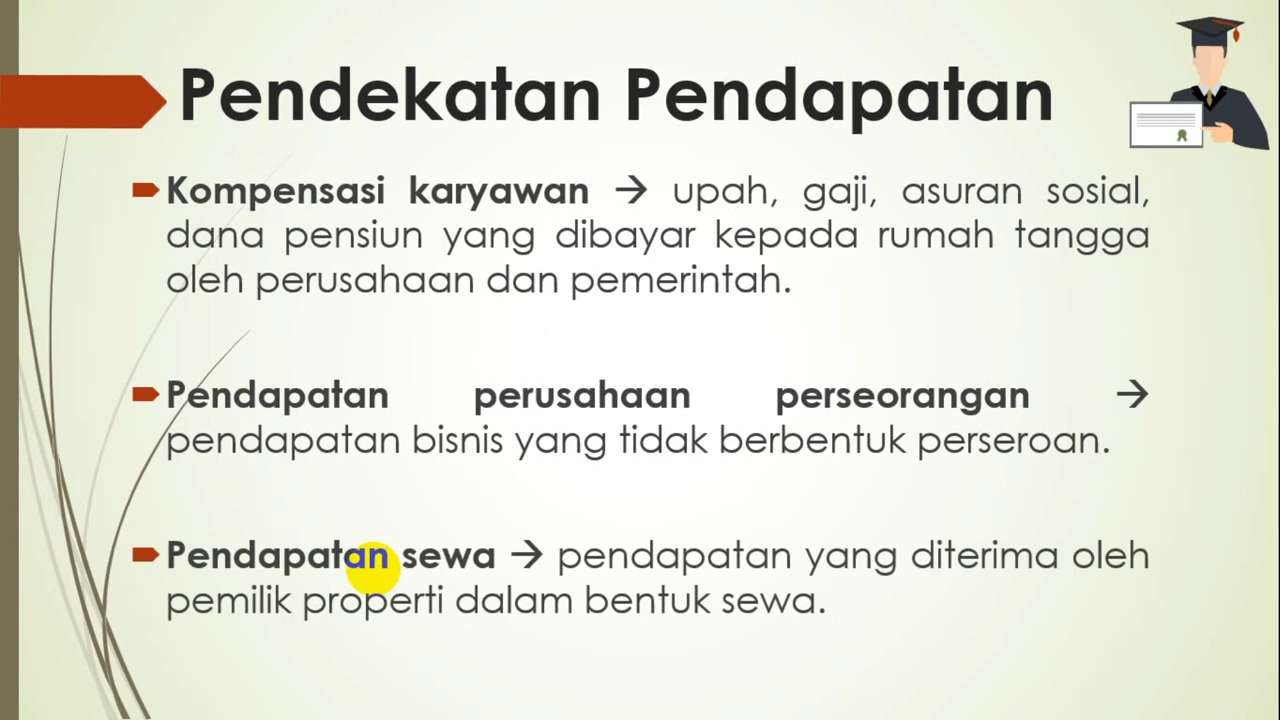 Pendekatan Pendapatan
Kompensasi karyawan → upah, gaji, asuran sosial,
dana pensiun yang dibayar kepada rumah tangga
oleh perusahaan dan pemerintah.
Pendapatan perusahaan perseorangan →
pendapatan bisnis yang tidak berbentuk perseroan.
Pendapatan sewa → pendapatan yang diterima oleh
pemilik properti dalam bentuk sewa.